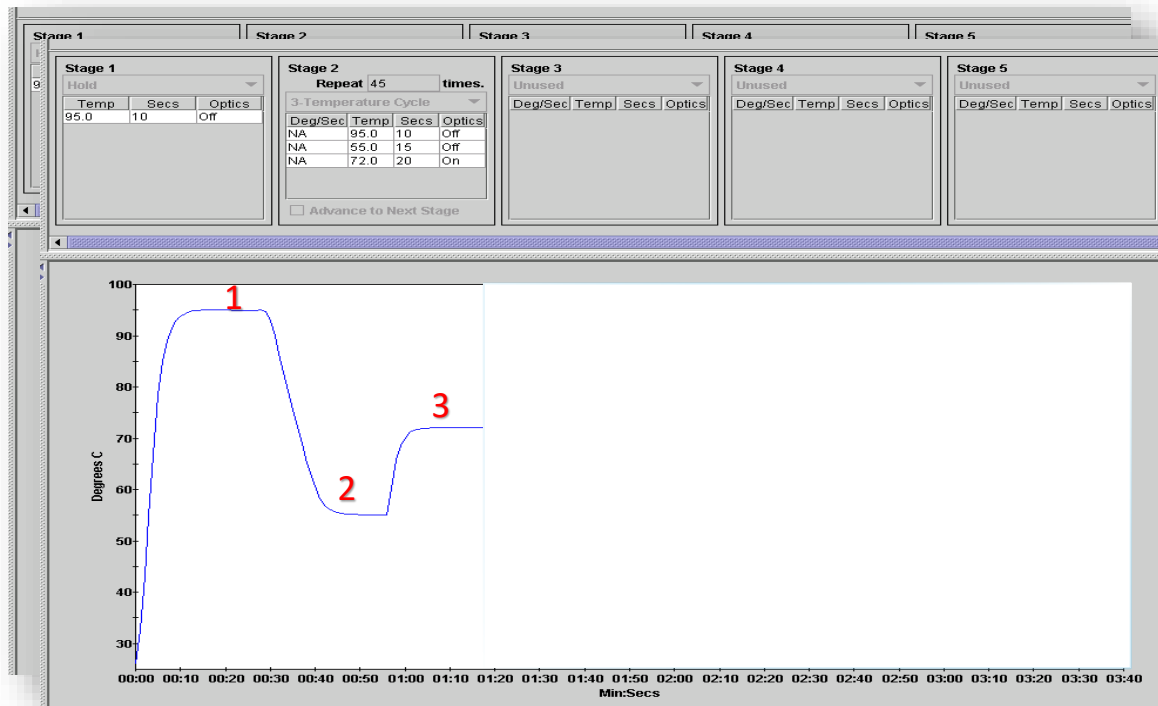 Stage 1 Stage 2 Stage 3 Stage 4 Stage 5
9
Stage 1
Hold
Temp Secs Optics
95.0 10 Off
Stage 2
Repeat 45 times.
3-Temperature Cycle
Deg/Sec Temp Secs Optics
NA 95.0 10 Off
NA 55.0 15 Off
NA 72.0 20 On
Advance to Next Stage
Stage 3
Unused
Deg/Sec Temp Secs Optics
Stage 4
Unused
Deg/Sec Temp Secs Optics
Stage 5
Unused
Deg/Sec Temp Secs Optics
100
90
80
70
60
50
40
30
Degrees C
1
2
3
00:00 00:10 00:20 00:30 00:40 00:50 01:00 01:10 01:20 01:30 01:40 01:50 02:00 02:10 02:20 02:30 02:40 02:50 03:00 03:10 03:20 03:30 03:40
Min:Secs